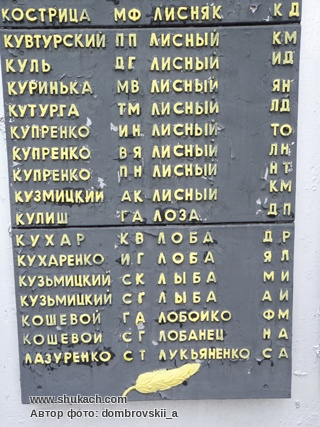 КОСТРИЦА МФ ЛИСНЯК КД
КУВТУРСКИЙ ПП ЛИСНЫЙ КМ
КУЛЬ ДГ ЛИСНЫЙ ИД
КУРИНЬКА МВ ЛИСНЫЙ ЯН
КУТУРГА ТМ ЛИСНЫЙ ЛД
КУПРЕНКО ИН ЛИСНЫЙ ТО
КУПРЕНКО ВЯ ЛИСНЫЙ ЛН
КУПРЕНКО ПН ЛИСНЫЙ НТ
КУЗМИЦКИЙ АК ЛИСНЫЙ КМ
КУЛИШ ГА ЛОЗА ДП
КУХАР КВ ЛОБА ДР
КУХАРЕНКО ИГ ЛОБА ЯЛ
КУЗЬМИЦКИЙ СК ЛЫБА МИ
КУЗЬМИЦКИЙ СГ ЛЫБА АИ
КОШЕВОЙ ГА ЛОБОЙКО ФМ
КОШЕВОЙ СТ ЛОБАНЕЦ НА
ЛАЗУРЕНКО СТ ЛУКЬЯНЕНКО СА
www.shukach.com
Автор фото: dombrovskii_a